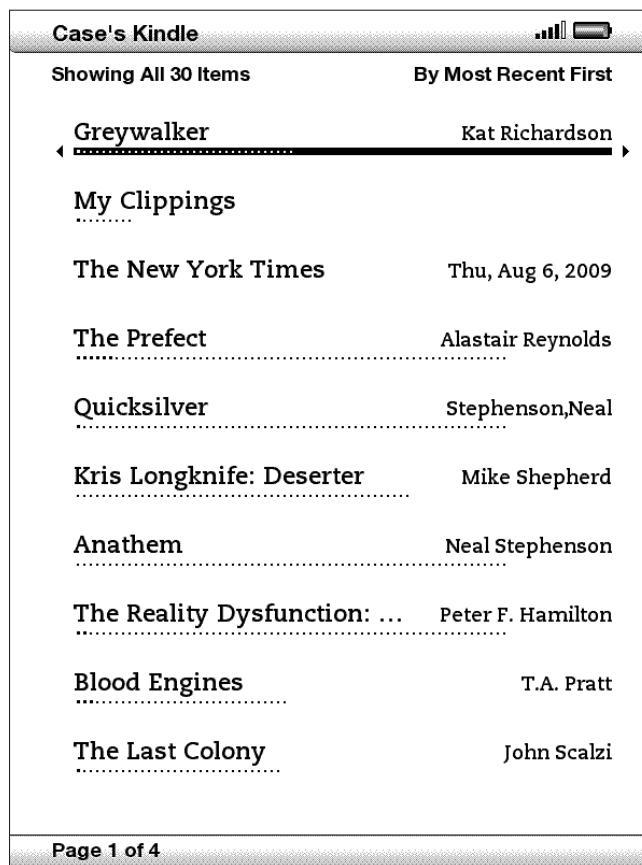 Case's Kindle
Showing All 30 Items By Most Recent First
Greywalker Kat Richardson
My Clippings
The New York Times Thu, Aug 6, 2009
The Prefect Alastair Reynolds
Quicksilver Stephenson,Neal
Kris Longknife: Deserter Mike Shepherd
Anathem Neal Stephenson
The Reality Dysfunction: ... Peter F. Hamilton
Blood Engines T.A. Pratt
The Last Colony John Scalzi
Page 1 of 4